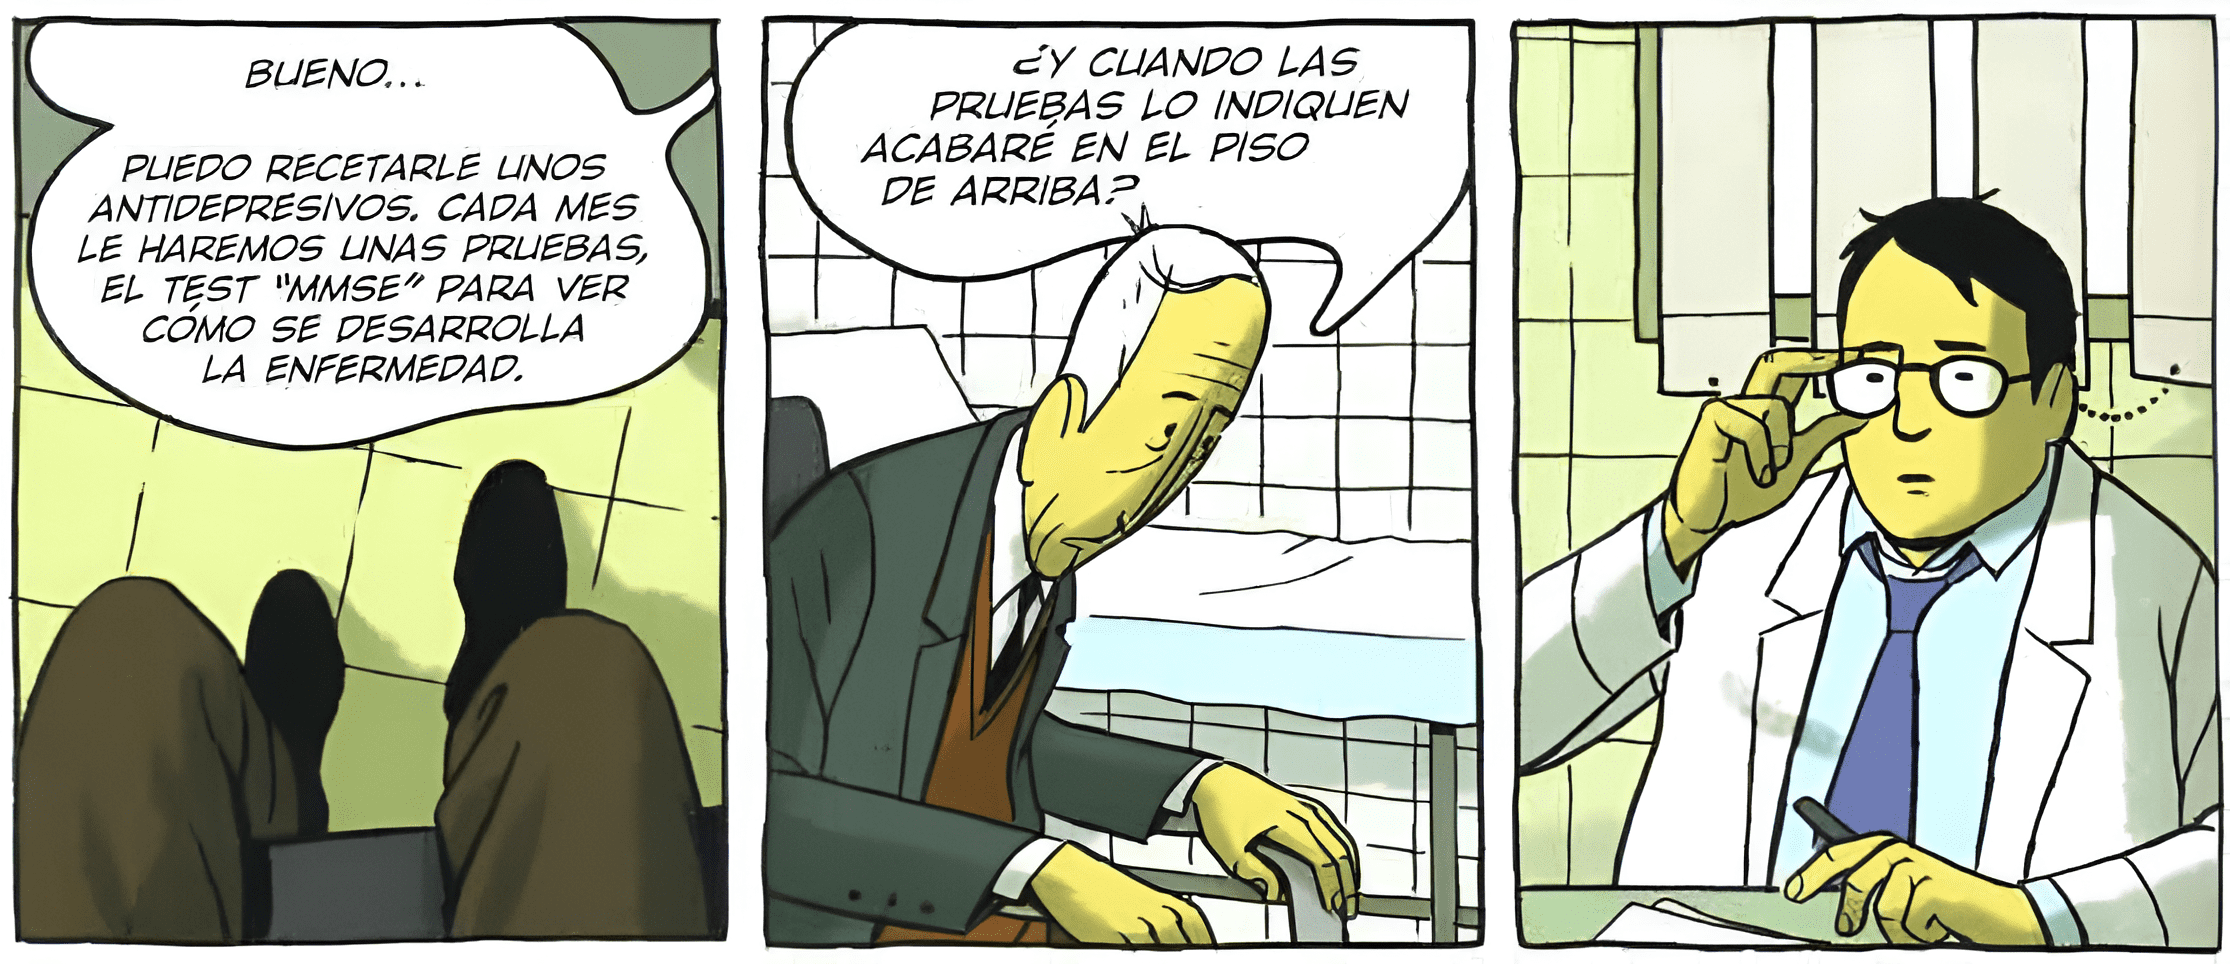 BUENO...
PUEDO RECETARLE UNOS
ANTIDEPRESIVOS. CADA MES
LE HAREMOS UNAS PRUEBAS,
EL TEST "MMSE" PARA VER
CÓMO SE DESARROLLA
LA ENFERMEDAD.
¿Y CUANDO LAS
PRUEBAS LO INDIQUEN
ACABARÉ EN EL PISO
DE ARRIBA?